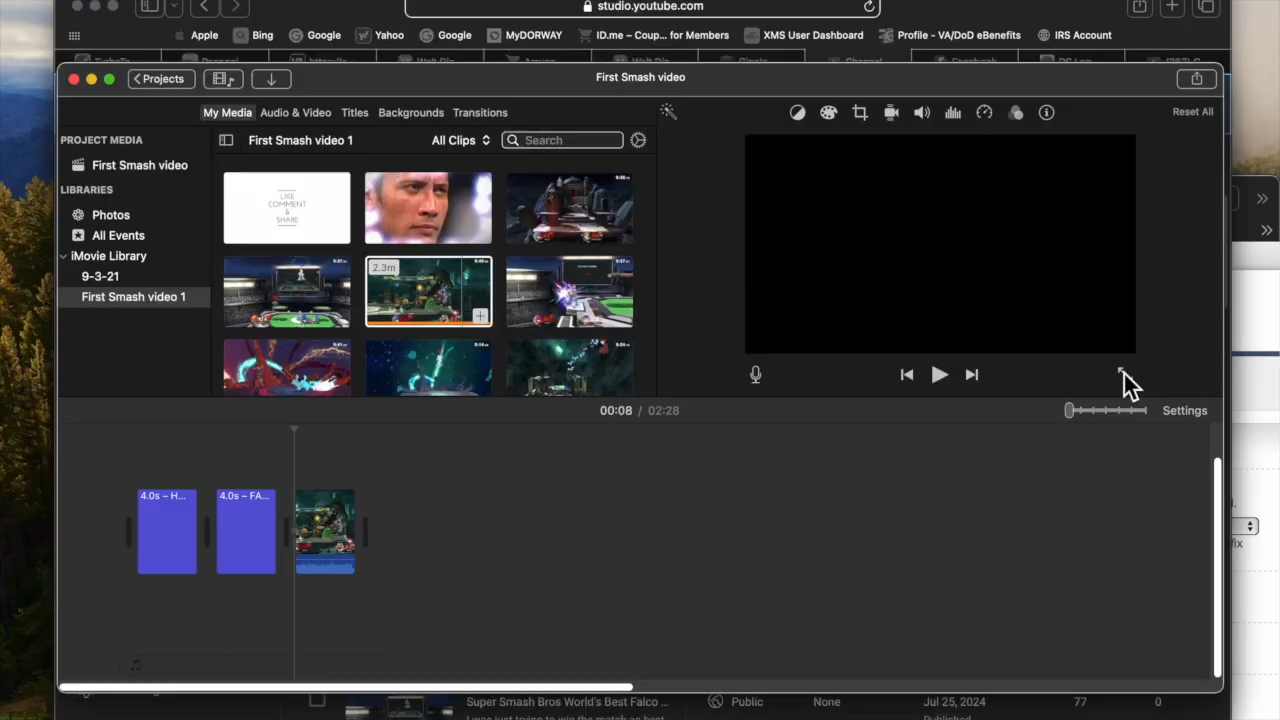 studio.youtube.com
Apple Bing Google Yahoo Google MyDORWAY ID.me – Coup... for Members XMS User Dashboard Profile - VA/DoD eBenefits IRS Account
First Smash video
Projects
My Media Audio & Video Titles Backgrounds Transitions
Reset All
PROJECT MEDIA
First Smash video
LIBRARIES
Photos
All Events
iMovie Library
9-3-21
First Smash video 1
First Smash video 1 All Clips Search
LIKE
COMMENT
&
SHARE
2.3m
00:08 / 02:28
Settings
4.0s – H...
4.0s – FA...
fix
Super Smash Bros World's Best Falco ... Public None Jul 25, 2024 77 0